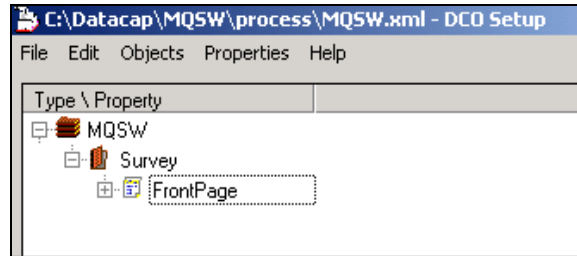 C:\Datacap\MQSW\process\MQSW.xml - DCO Setup
File Edit Objects Properties Help
Type \ Property
MQSW
Survey
FrontPage